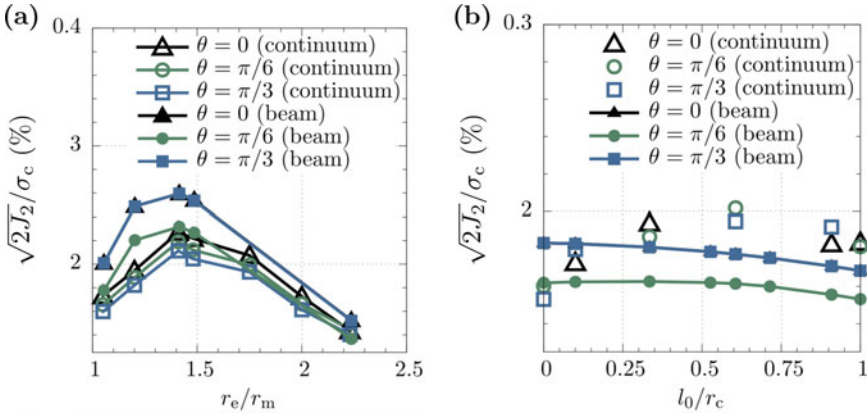 (a)
0.4
3
2
√2J₂/σc (%)
θ = 0 (continuum)
θ = π/6 (continuum)
θ = π/3 (continuum)
θ = 0 (beam)
θ = π/6 (beam)
θ = π/3 (beam)
1 1.5 2 2.5
re/rm
(b)
0.3
2
√2J₂/σc (%)
θ = 0 (continuum)
θ = π/6 (continuum)
θ = π/3 (continuum)
θ = 0 (beam)
θ = π/6 (beam)
θ = π/3 (beam)
0 0.25 0.5 0.75 1
l₀/rc